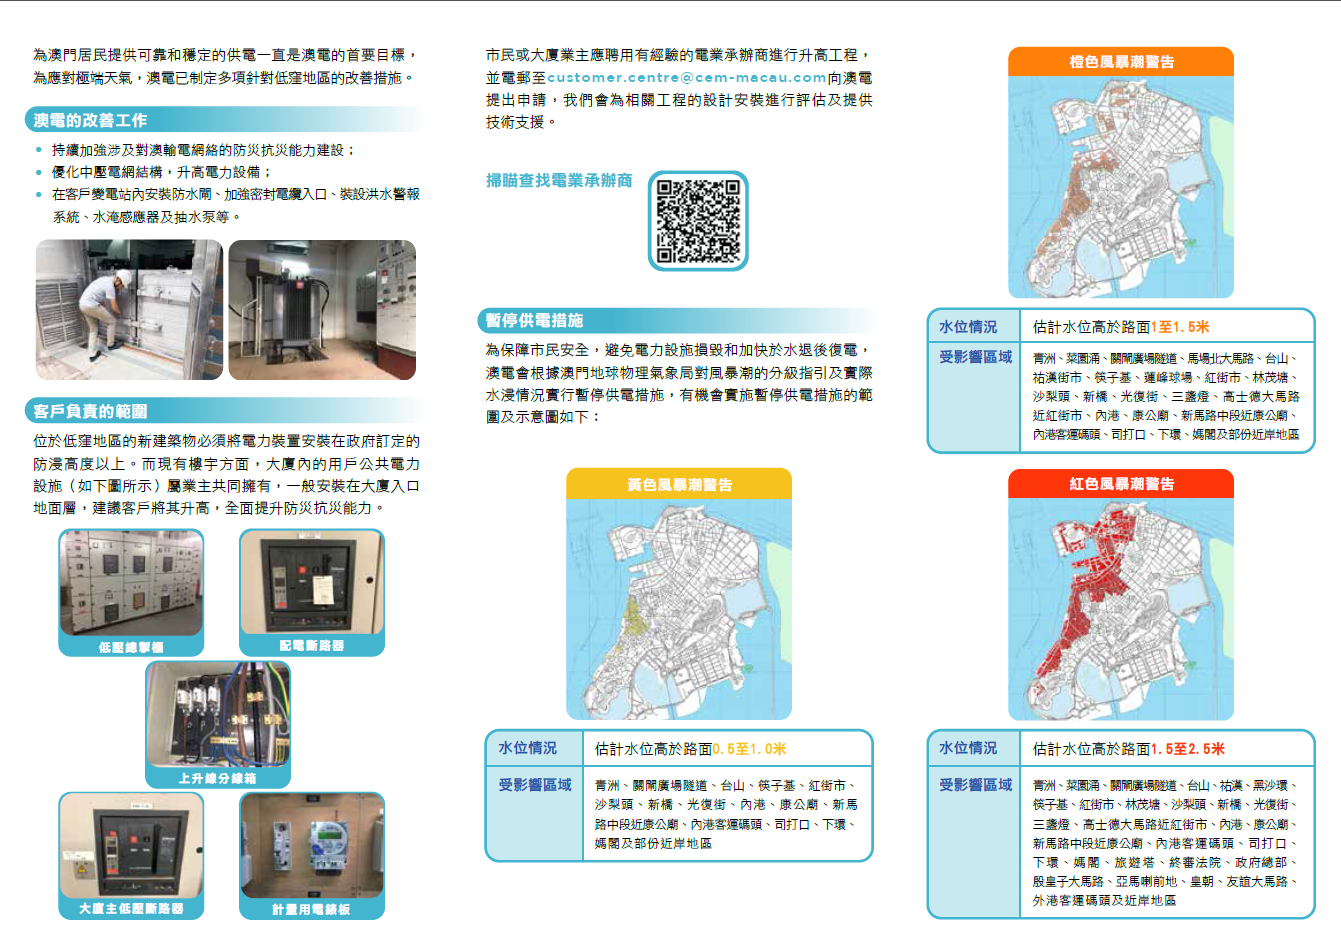 為澳門居民提供可靠和穩定的供電一直是澳電的首要目標，
為應對極端天氣，澳電已制定多項針對低窪地區的改善措施。
澳電的改善工作
• 持續加強涉及對澳輸電網絡的防災抗災能力建設；
• 優化中壓電網結構，升高電力設備；
• 在客戶變電站內安裝防水閘、加強密封電纜入口、裝設洪水警報
系統、水淹感應器及抽水泵等。
客戶負責的範圍
位於低窪地區的新建築物必須將電力裝置安裝在政府訂定的
防浸高度以上。而現有樓宇方面，大廈內的用戶公共電力
設施（如下圖所示）屬業主共同擁有，一般安裝在大廈入口
地面層，建議客戶將其升高，全面提升防災抗災能力。
低壓總掣櫃
配電斷路器
上升線分線箱
大廈主低壓斷路器
計量用電錶板
市民或大廈業主應聘用有經驗的電業承辦商進行升高工程，
並電郵至customer.centre@cem-macau.com向澳電
提出申請，我們會為相關工程的設計安裝進行評估及提供
技術支援。
掃瞄查找電業承辦商
暫停供電措施
為保障市民安全，避免電力設施損毀和加快於水退後復電，
澳電會根據澳門地球物理氣象局對風暴潮的分級指引及實際
水浸情況實行暫停供電措施，有機會實施暫停供電措施的範
圍及示意圖如下：
黃色風暴潮警告
水位情況 估計水位高於路面0.5至1.0米
受影響區域 青洲、關閘廣場隧道、台山、筷子基、紅街市、
沙梨頭、新橋、光復街、內港、康公廟、新馬
路中段近康公廟、內港客運碼頭、司打口、下環、
媽閣及部份近岸地區
橙色風暴潮警告
水位情況 估計水位高於路面1至1.5米
受影響區域 青洲、菜園涌、關閘廣場隧道、馬場北大馬路、台山、
祐漢街市、筷子基、蓮峰球場、紅街市、林茂塘、
沙梨頭、新橋、光復街、三盞燈、高士德大馬路
近紅街市、內港、康公廟、新馬路中段近康公廟、
內港客運碼頭、司打口、下環、媽閣及部份近岸地區
紅色風暴潮警告
水位情況 估計水位高於路面1.5至2.5米
受影響區域 青洲、菜園涌、關閘廣場隧道、台山、祐漢、黑沙環、
筷子基、紅街市、林茂塘、沙梨頭、新橋、光復街、
三盞燈、高士德大馬路近紅街市、內港、康公廟、
新馬路中段近康公廟、內港客運碼頭、司打口、
下環、媽閣、旅遊塔、終審法院、政府總部、
殷皇子大馬路、亞馬喇前地、皇朝、友誼大馬路、
外港客運碼頭及近岸地區